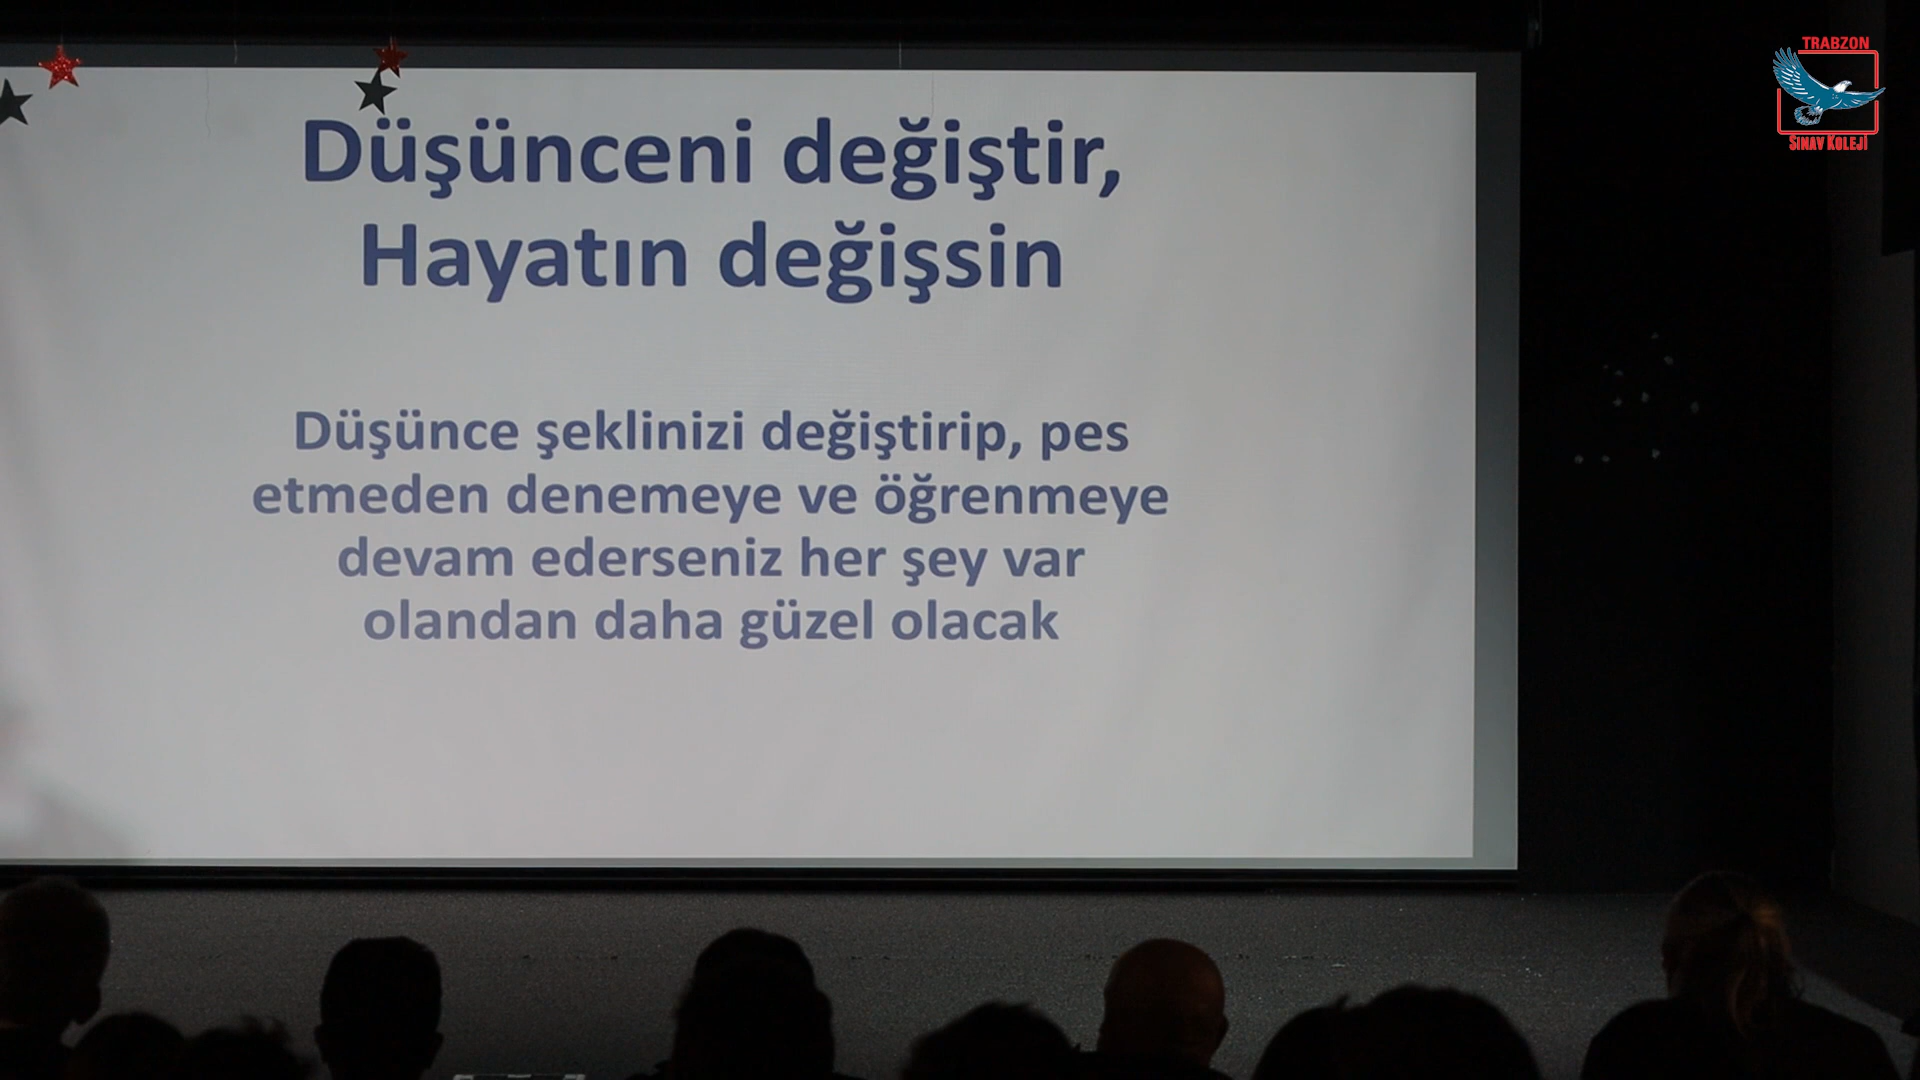 TRABZON
SINAV KOLEJİ
Düşünceni değiştir,
Hayatın değişsin
Düşünce şeklinizi değiştirip, pes
etmeden denemeye ve öğrenmeye
devam ederseniz her şey var
olandan daha güzel olacak